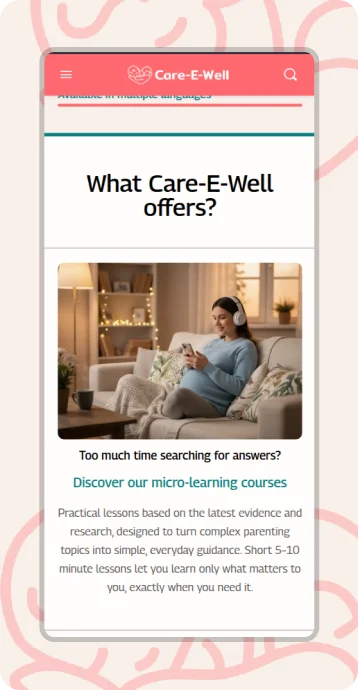 Care-E-Well
Available in multiple languages
What Care-E-Well
offers?
Too much time searching for answers?
Discover our micro-learning courses
Practical lessons based on the latest evidence and
research, designed to turn complex parenting
topics into simple, everyday guidance. Short 5-10
minute lessons let you learn only what matters to
you, exactly when you need it.